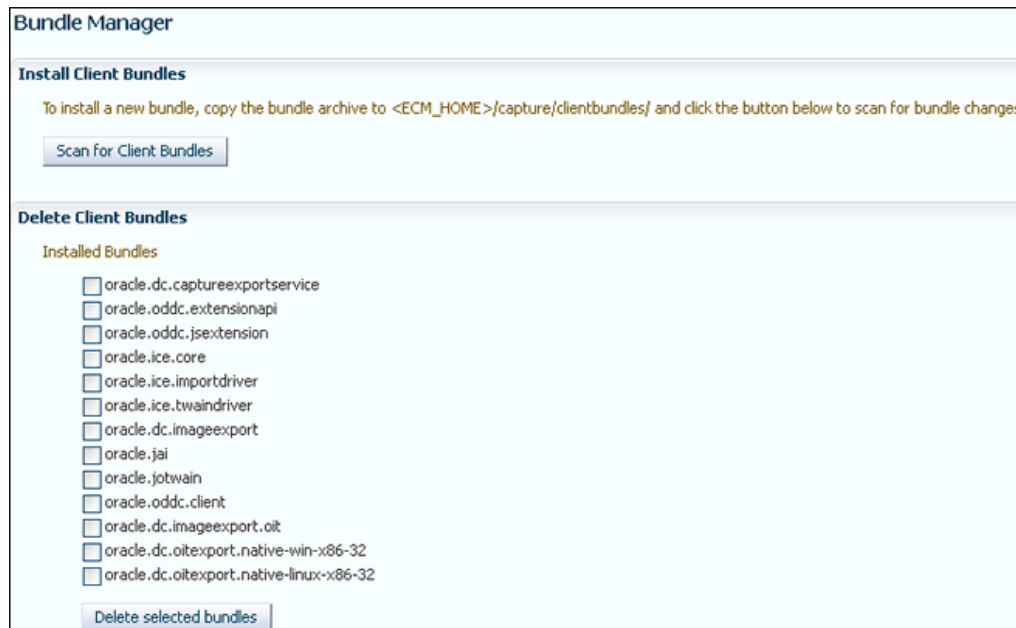 Bundle Manager
Install Client Bundles
To install a new bundle, copy the bundle archive to <ECM_HOME>/capture/clientbundles/ and click the button below to scan for bundle changes
Scan for Client Bundles
Delete Client Bundles
Installed Bundles
oracle.dc.captureexportservice
oracle.oddc.extensionapi
oracle.oddc.jsextension
oracle.ice.core
oracle.ice.importdriver
oracle.ice.twaindriver
oracle.dc.imageexport
oracle.jai
oracle.jotwain
oracle.oddc.client
oracle.dc.imageexport.oit
oracle.dc.oitexport.native-win-x86-32
oracle.dc.oitexport.native-linux-x86-32
Delete selected bundles